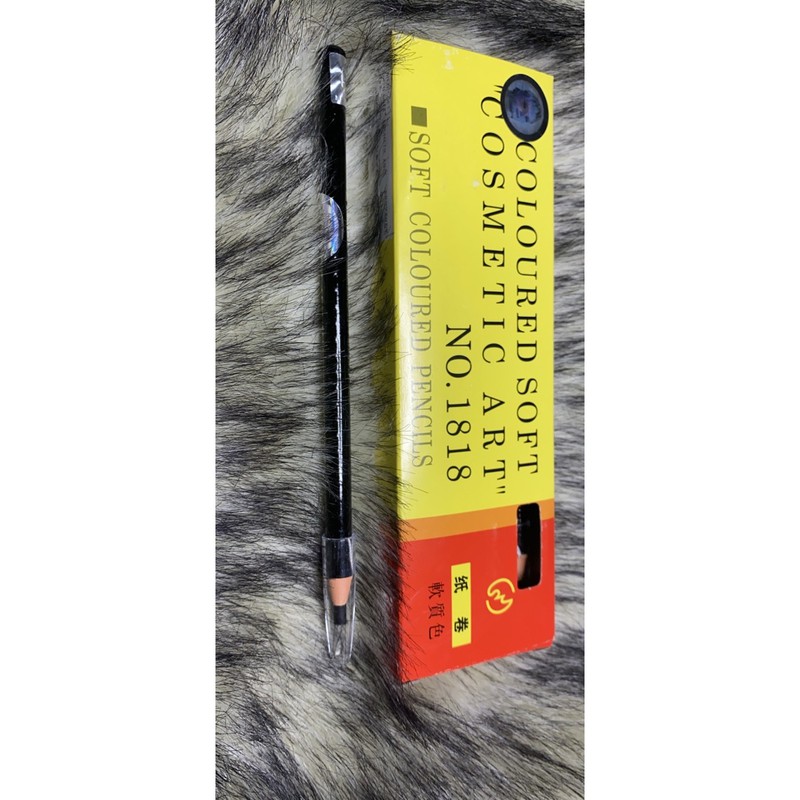 COLOURED SOFT
"COSMETIC ART"
NO.1818
■SOFT COLOURED PENCILS
纸卷
軟質色